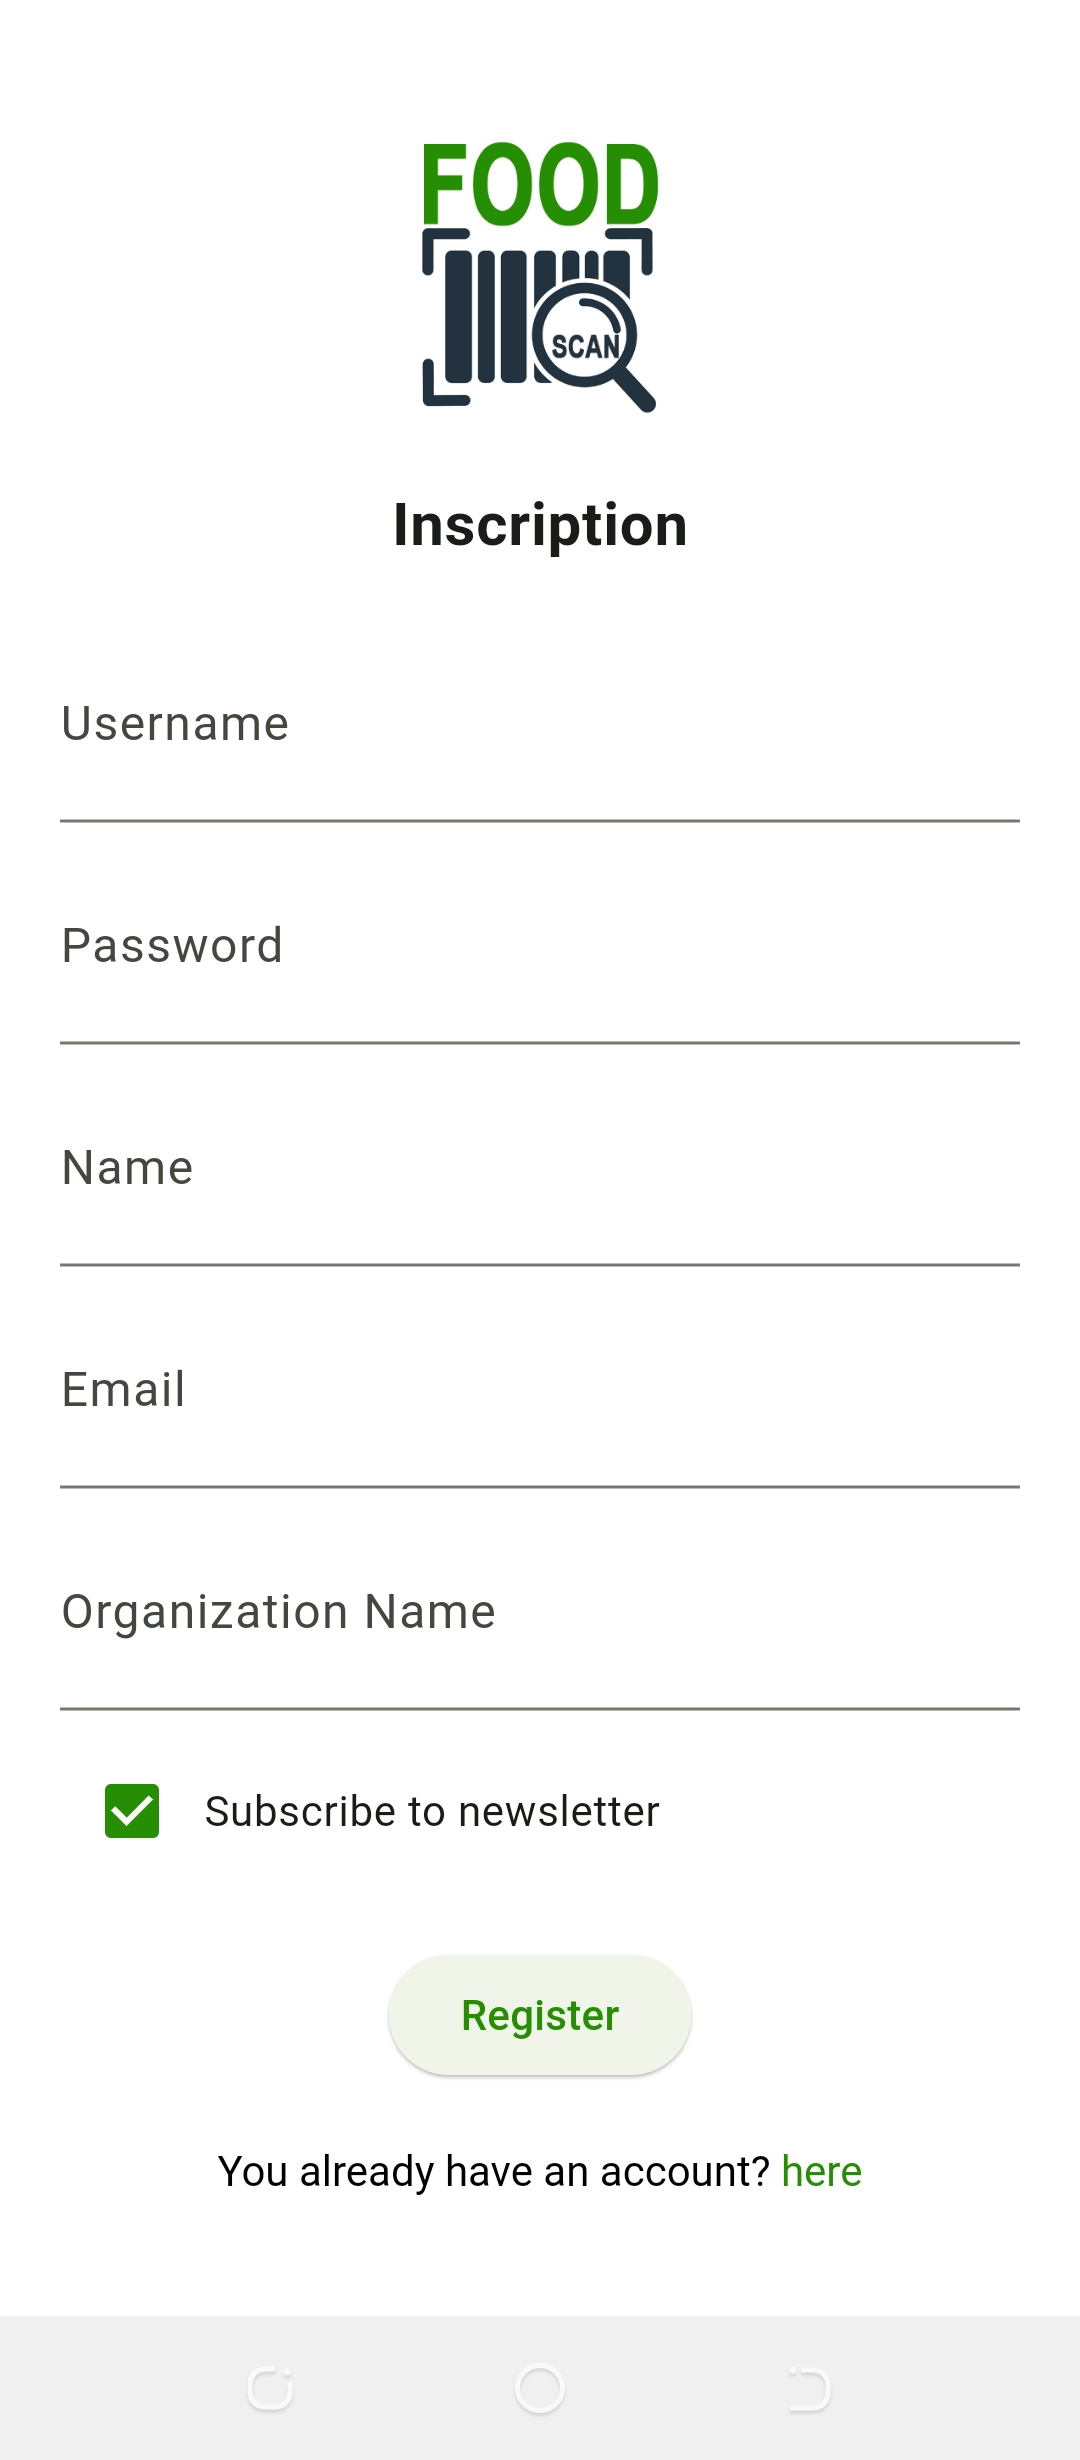 FOOD
SCAN
Inscription
Username
Password
Name
Email
Organization Name
Subscribe to newsletter
Register
You already have an account? here